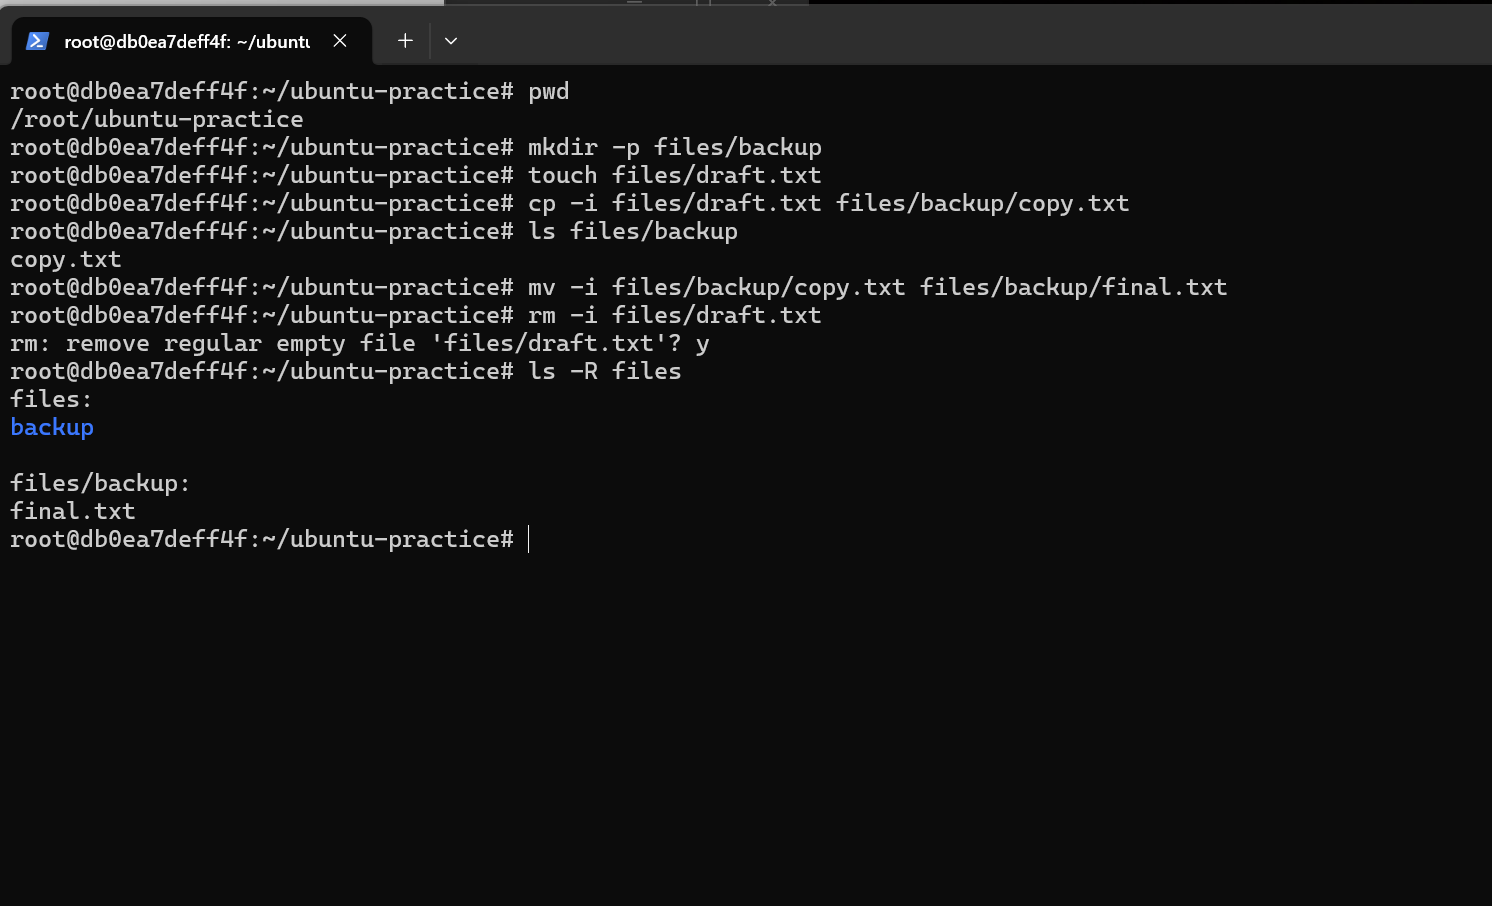 root@db0ea7deff4f: ~/ubuntu
root@db0ea7deff4f:~/ubuntu-practice# pwd
/root/ubuntu-practice
root@db0ea7deff4f:~/ubuntu-practice# mkdir -p files/backup
root@db0ea7deff4f:~/ubuntu-practice# touch files/draft.txt
root@db0ea7deff4f:~/ubuntu-practice# cp -i files/draft.txt files/backup/copy.txt
root@db0ea7deff4f:~/ubuntu-practice# ls files/backup
copy.txt
root@db0ea7deff4f:~/ubuntu-practice# mv -i files/backup/copy.txt files/backup/final.txt
root@db0ea7deff4f:~/ubuntu-practice# rm -i files/draft.txt
rm: remove regular empty file 'files/draft.txt'? y
root@db0ea7deff4f:~/ubuntu-practice# ls -R files
files:
backup

files/backup:
final.txt
root@db0ea7deff4f:~/ubuntu-practice#